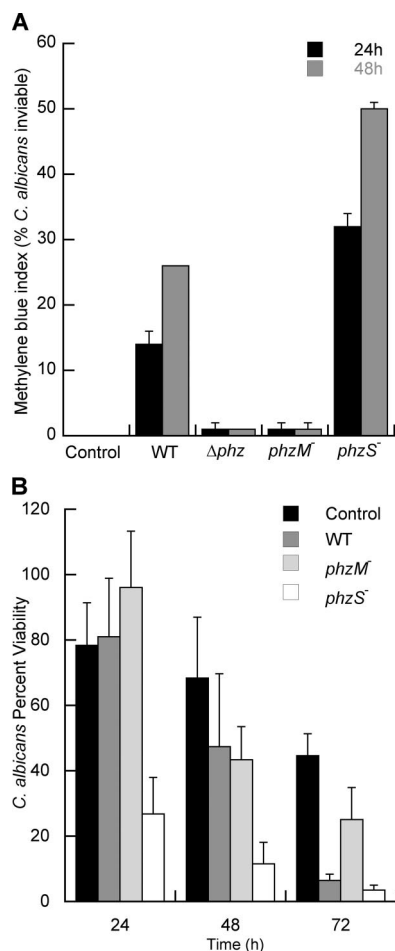 A
Methylene blue index (% C. albicans inviable)
60
50
40
30
20
10
0
24h
48h
Control WT Δphz phzM⁻ phzS⁻
B
C. albicans Percent Viability
120
100
80
60
40
20
0
Control
WT
phzM⁻
phzS⁻
24 48 72
Time (h)